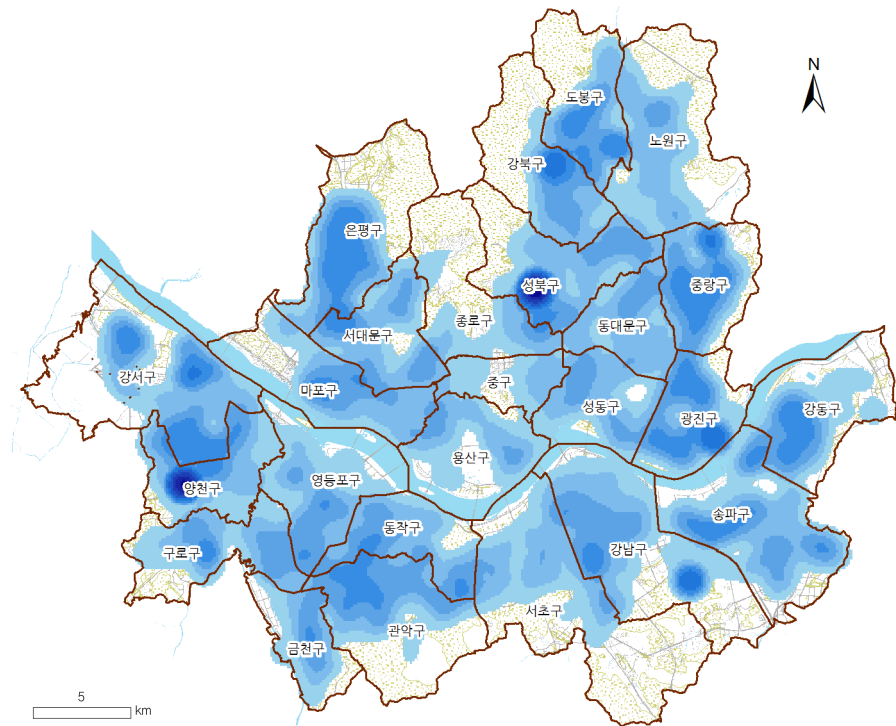 N
도봉구
노원구
강북구
은평구
성북구
중랑구
종로구
서대문구
동대문구
강서구
마포구
중구
성동구
광진구
강동구
용산구
영등포구
양천구
송파구
동작구
구로구
강남구
서초구
관악구
금천구
5
km